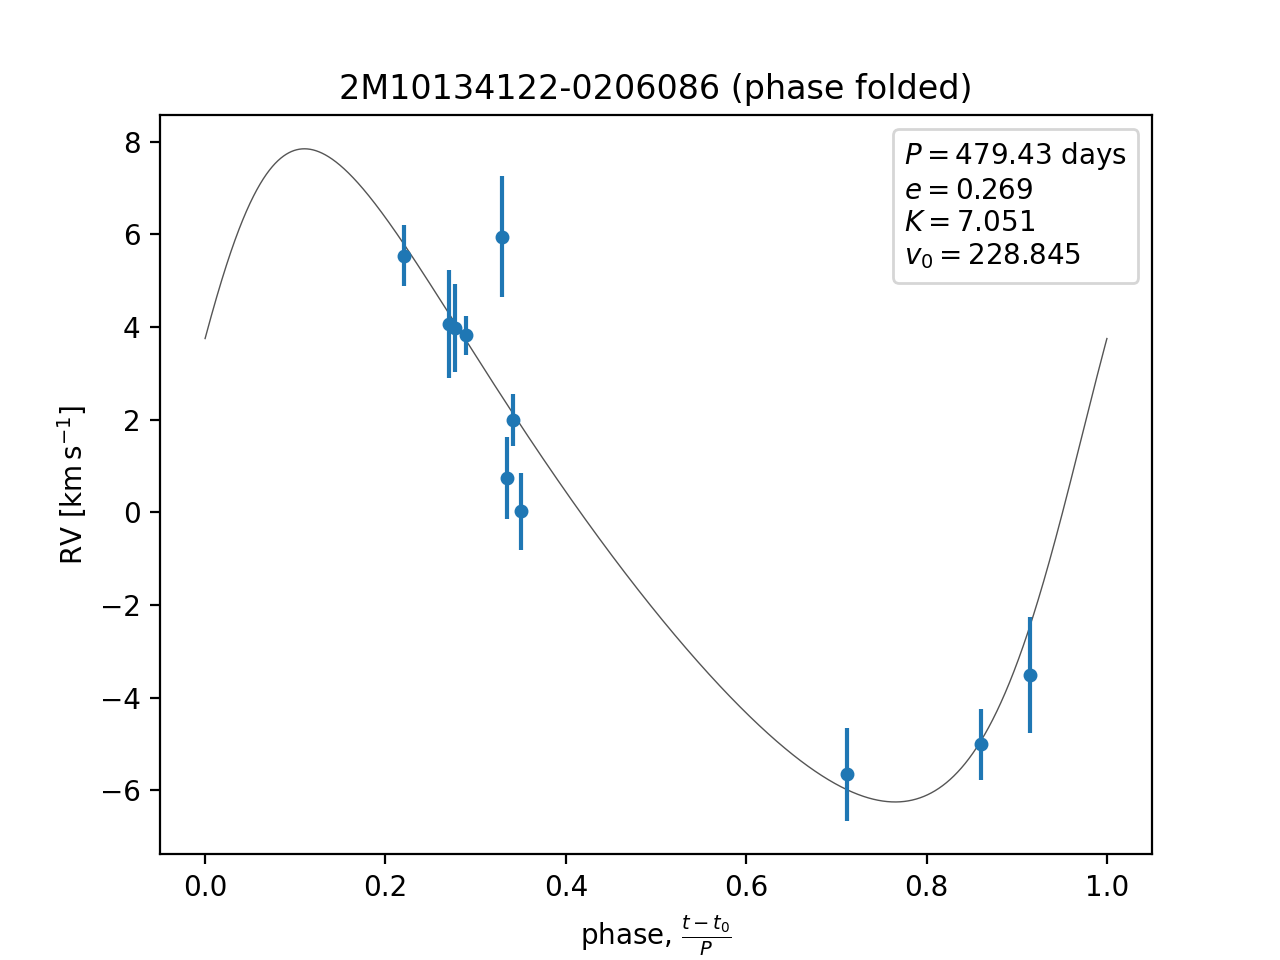 2M10134122-0206086 (phase folded)
P = 479.43 days
e = 0.269
K = 7.051
v₀ = 228.845
RV [km s⁻¹]
8
6
4
2
0
−2
−4
−6
0.0 0.2 0.4 0.6 0.8 1.0
phase, (t − t₀)/P